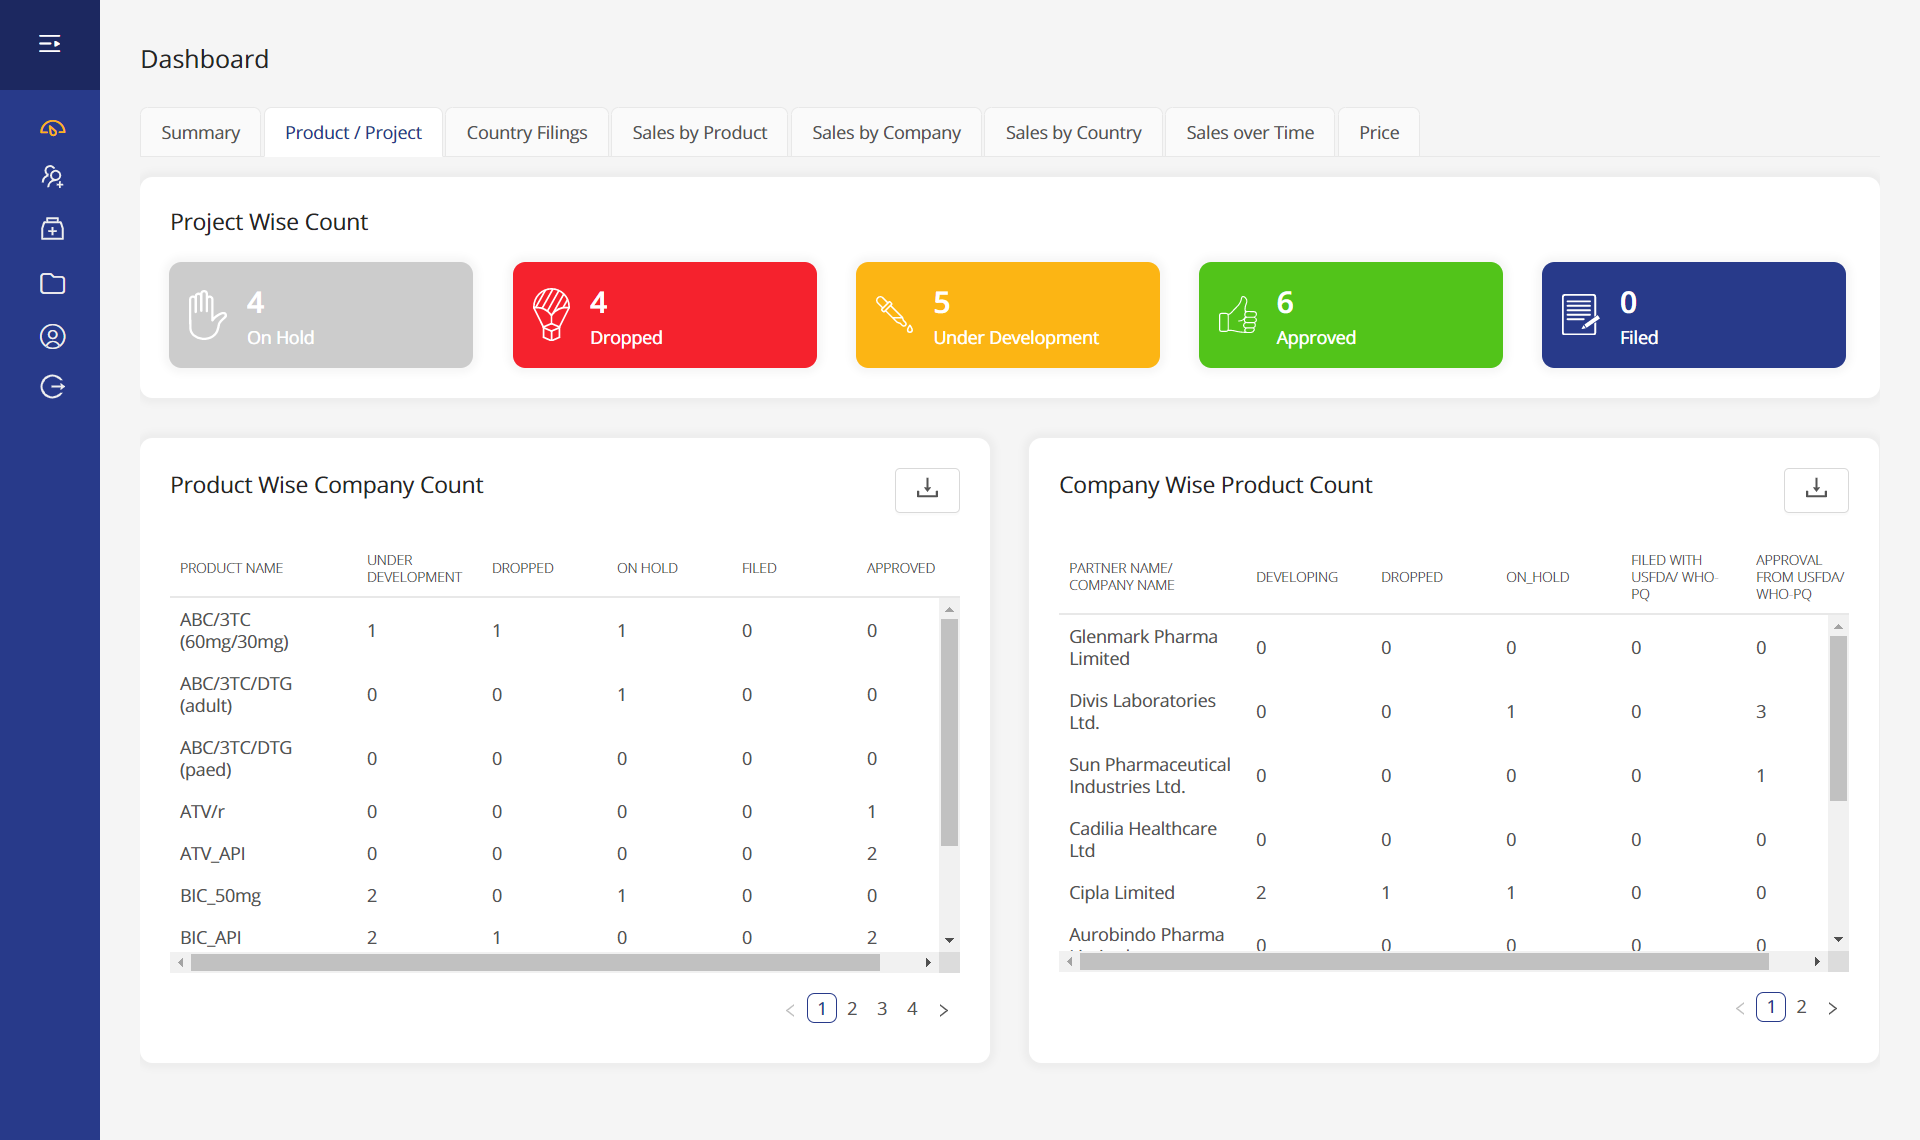 Dashboard
Summary
Product / Project
Country Filings
Sales by Product
Sales by Company
Sales by Country
Sales over Time
Price
Project Wise Count
4
On Hold
4
Dropped
5
Under Development
6
Approved
0
Filed
Product Wise Company Count
PRODUCT NAME
UNDER
DEVELOPMENT
DROPPED
ON HOLD
FILED
APPROVED
ABC/3TC
(60mg/30mg)
1 1 1 0 0
ABC/3TC/DTG
(adult)
0 0 1 0 0
ABC/3TC/DTG
(paed)
0 0 0 0 0
ATV/r 0 0 0 0 1
ATV_API 0 0 0 0 2
BIC_50mg 2 0 1 0 0
BIC_API 2 1 0 0 2
< 1 2 3 4 >
Company Wise Product Count
PARTNER NAME/
COMPANY NAME
DEVELOPING
DROPPED
ON_HOLD
FILED WITH
USFDA/ WHO-
PQ
APPROVAL
FROM USFDA/
WHO-PQ
Glenmark Pharma
Limited
0 0 0 0 0
Divis Laboratories
Ltd.
0 0 1 0 3
Sun Pharmaceutical
Industries Ltd.
0 0 0 0 1
Cadilia Healthcare
Ltd
0 0 0 0 0
Cipla Limited 2 1 1 0 0
Aurobindo Pharma
0 0 0 0 0
< 1 2 >